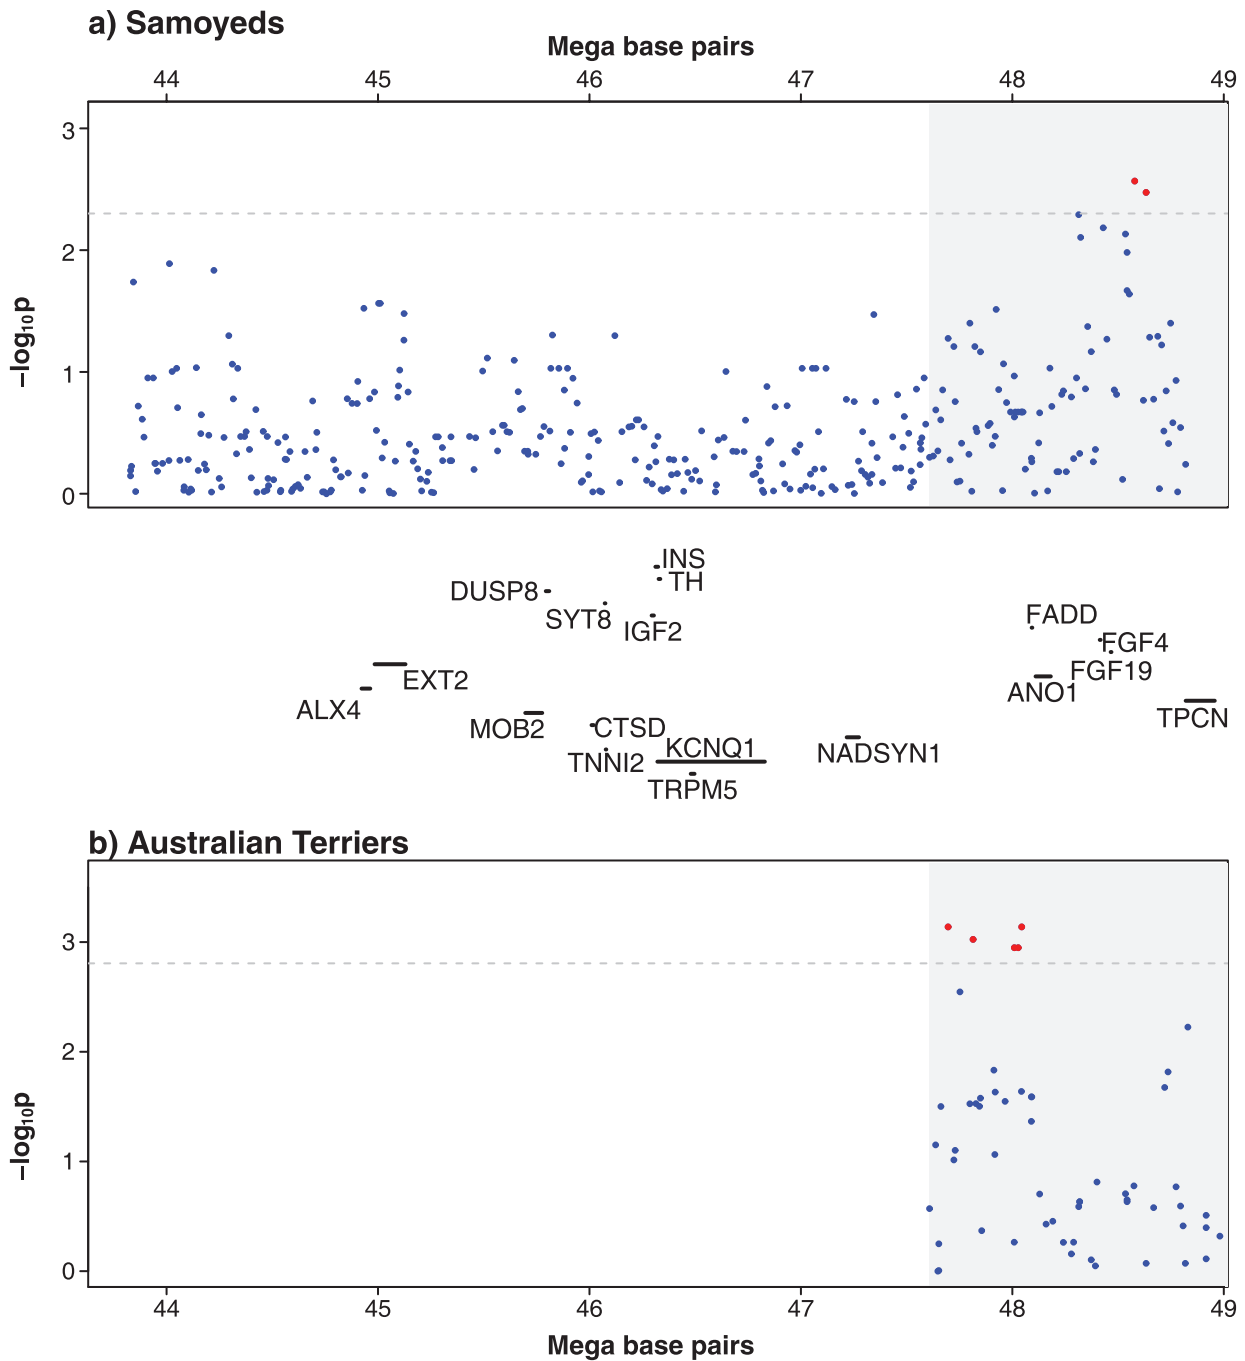 a) Samoyeds
Mega base pairs
44 45 46 47 48 49
3
2
1
0
–log10p
INS
TH
DUSP8
SYT8
IGF2
FADD
FGF4
FGF19
EXT2
ANO1
ALX4
TPCN
MOB2
CTSD
KCNQ1
NADSYN1
TNNI2
TRPM5
b) Australian Terriers
3
2
1
0
–log10p
44 45 46 47 48 49
Mega base pairs